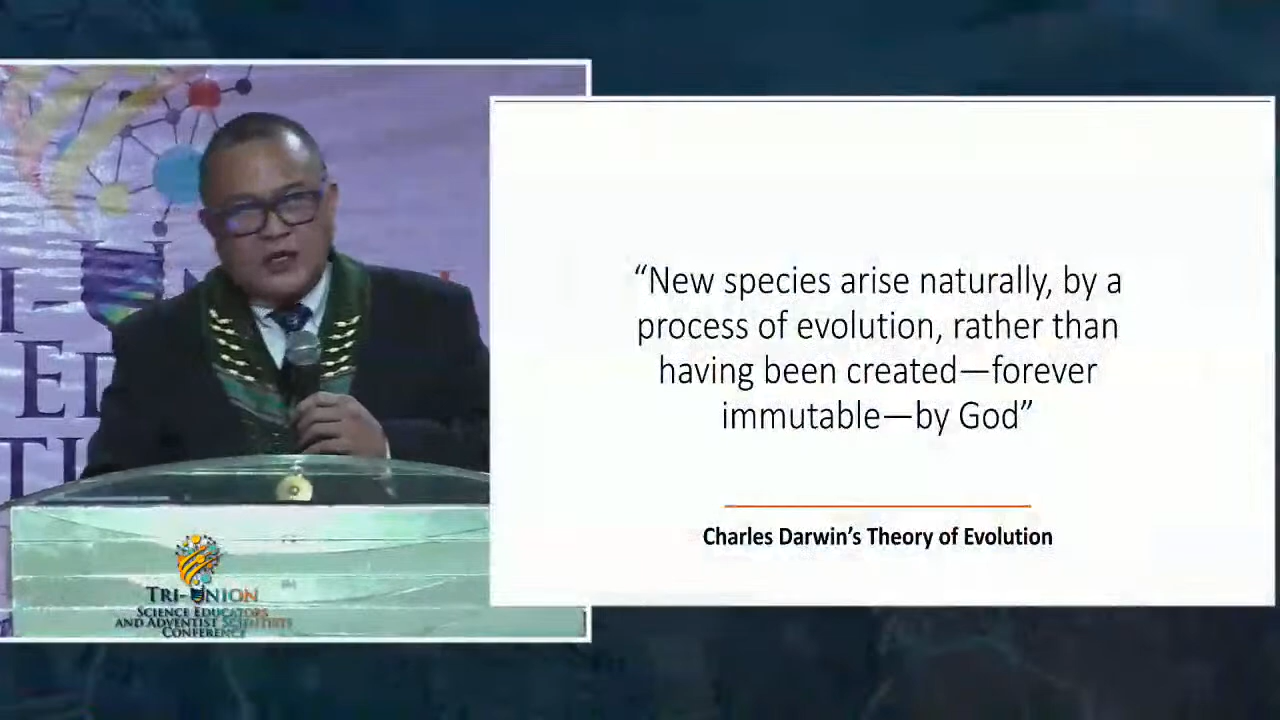 “New species arise naturally, by a
process of evolution, rather than
having been created—forever
immutable—by God”
Charles Darwin’s Theory of Evolution
TRI-UNION
SCIENCE EDUCATORS
AND ADVENTIST SCIENTISTS
CONFERENCE